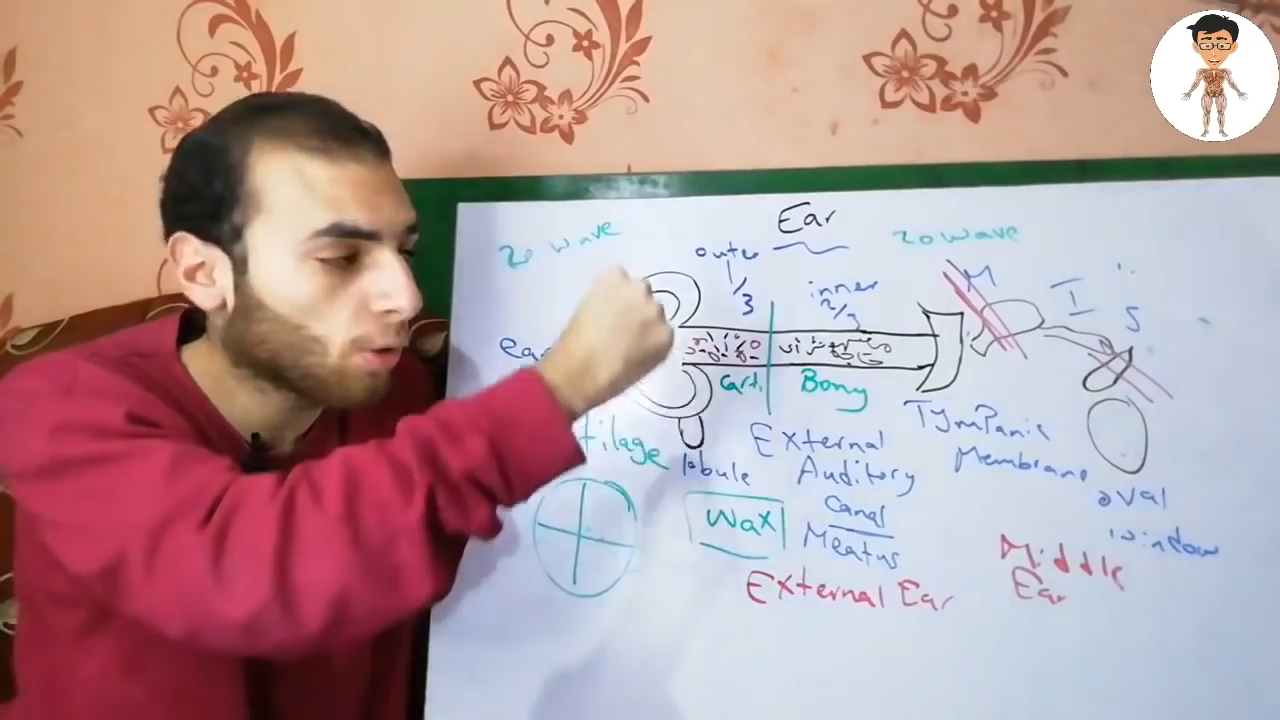 Ear
20 wave
outer
1/3
inner
2/3
20 wave
M
I
S
Cart.
Bony
tilage
lobule
External
Auditory
Canal
Meatus
Tympanic
Membrane
oval
window
Wax
External Ear
Middle
Ear